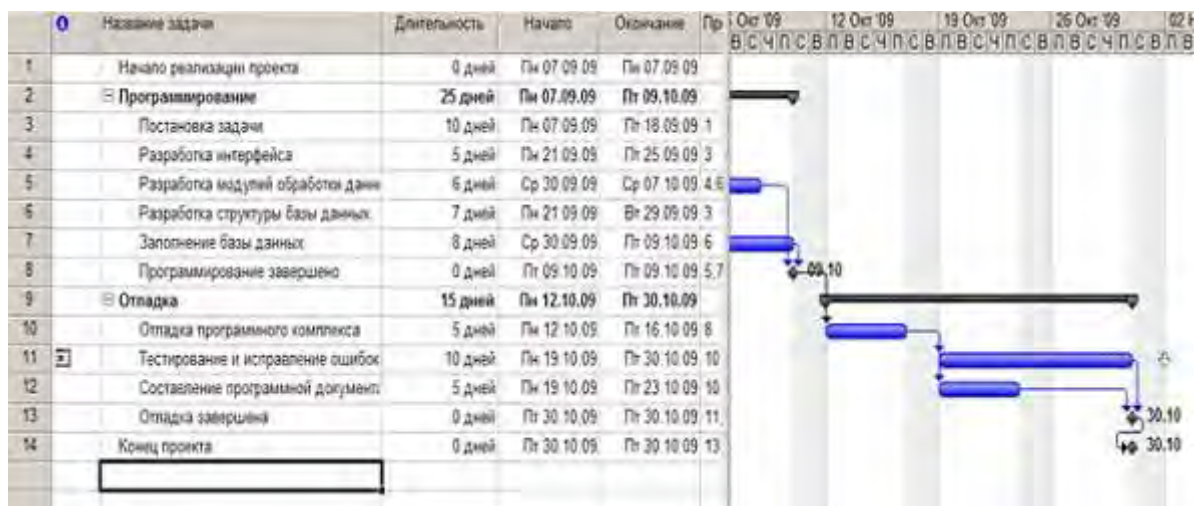 Название задачи Длительность Начало Окончание Пр Окт '09 12 Окт '09 19 Окт '09 26 Окт '09 02
В С Ч П С В П В С Ч П С В П В С Ч П С В П В С Ч П С В П В
1 Начало реализации проекта 0 дней Пн 07.09.09 Пн 07.09.09
2 Программирование 25 дней Пн 07.09.09 Пт 09.10.09
3 Постановка задачи 10 дней Пн 07.09.09 Пт 18.09.09 1
4 Разработка интерфейса 5 дней Пн 21.09.09 Пт 25.09.09 3
5 Разработка модулей обработки данн 6 дней Ср 30.09.09 Ср 07.10.09 4,6
6 Разработка структуры базы данных 7 дней Пн 21.09.09 Вт 29.09.09 3
7 Заполнение базы данных 8 дней Ср 30.09.09 Пт 09.10.09 6
8 Программирование завершено 0 дней Пт 09.10.09 Пт 09.10.09 5,7 09.10
9 Отладка 15 дней Пн 12.10.09 Пт 30.10.09
10 Отладка программного комплекса 5 дней Пн 12.10.09 Пт 16.10.09 8
11 Тестирование и исправление ошибок 10 дней Пн 19.10.09 Пт 30.10.09 10
12 Составление программной документа 5 дней Пн 19.10.09 Пт 23.10.09 10
13 Отладка завершена 0 дней Пт 30.10.09 Пт 30.10.09 11, 30.10
14 Конец проекта 0 дней Пт 30.10.09 Пт 30.10.09 13 30.10